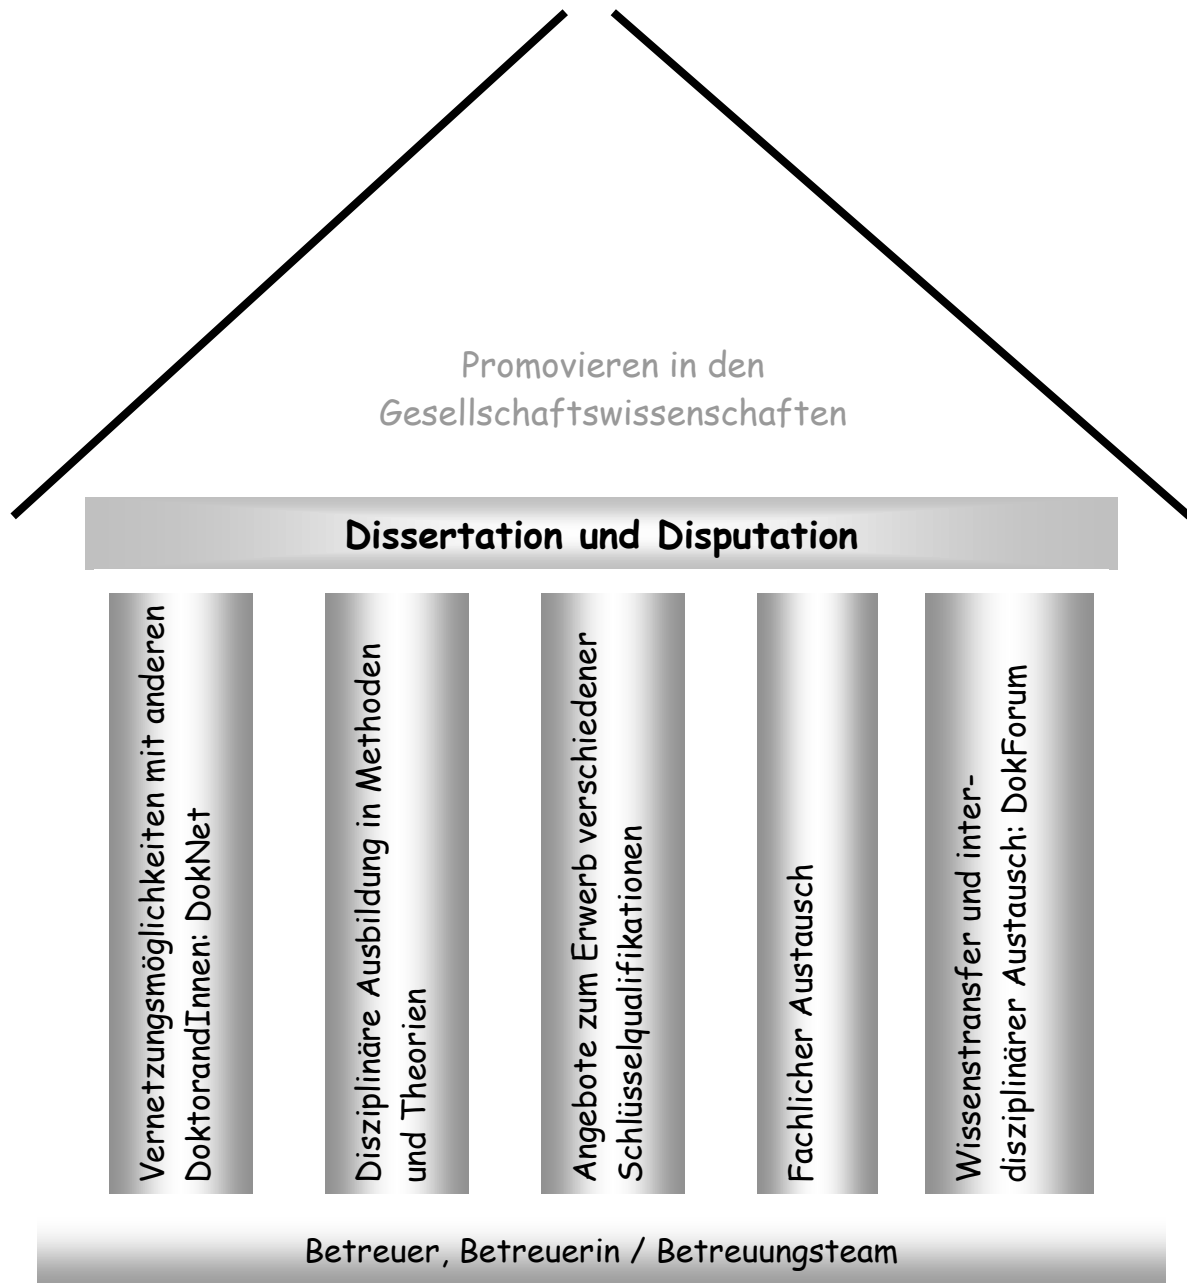 Promovieren in den
Gesellschaftswissenschaften
Dissertation und Disputation
Vernetzungsmöglichkeiten mit anderen
DoktorandInnen: DokNet
Disziplinäre Ausbildung in Methoden
und Theorien
Angebote zum Erwerb verschiedener
Schlüsselqualifikationen
Fachlicher Austausch
Wissenstransfer und inter-
disziplinärer Austausch: DokForum
Betreuer, Betreuerin / Betreuungsteam